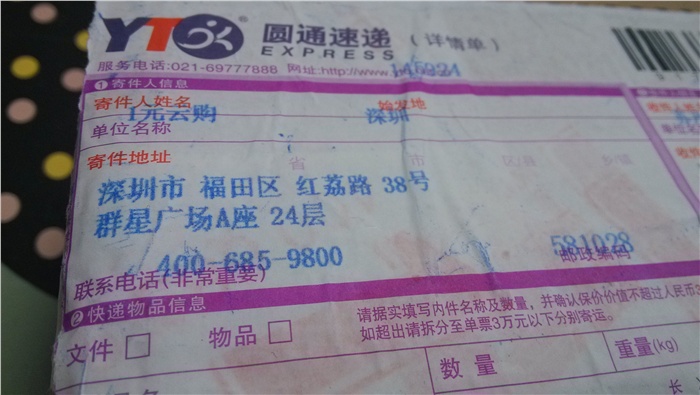 YTO 圆通速递 (详情单)
EXPRESS
服务电话:021-69777888 网址:http://www.
145924
1 寄件人信息
寄件人姓名 始发地
1元云购 深圳
单位名称
寄件地址 省 市 区县 乡/镇
深圳市 福田区 红荔路 38号
群星广场A座 24层
400-685-9800 581028
联系电话(非常重要) 邮政编码
2 快递物品信息
请据实填写内件名称及数量,并确认保价价值不超过人民币3
如超出请拆分至单票3万元以下分别寄运。
文件 □ 物品 □
数量 重量(kg)
长
收件
收件